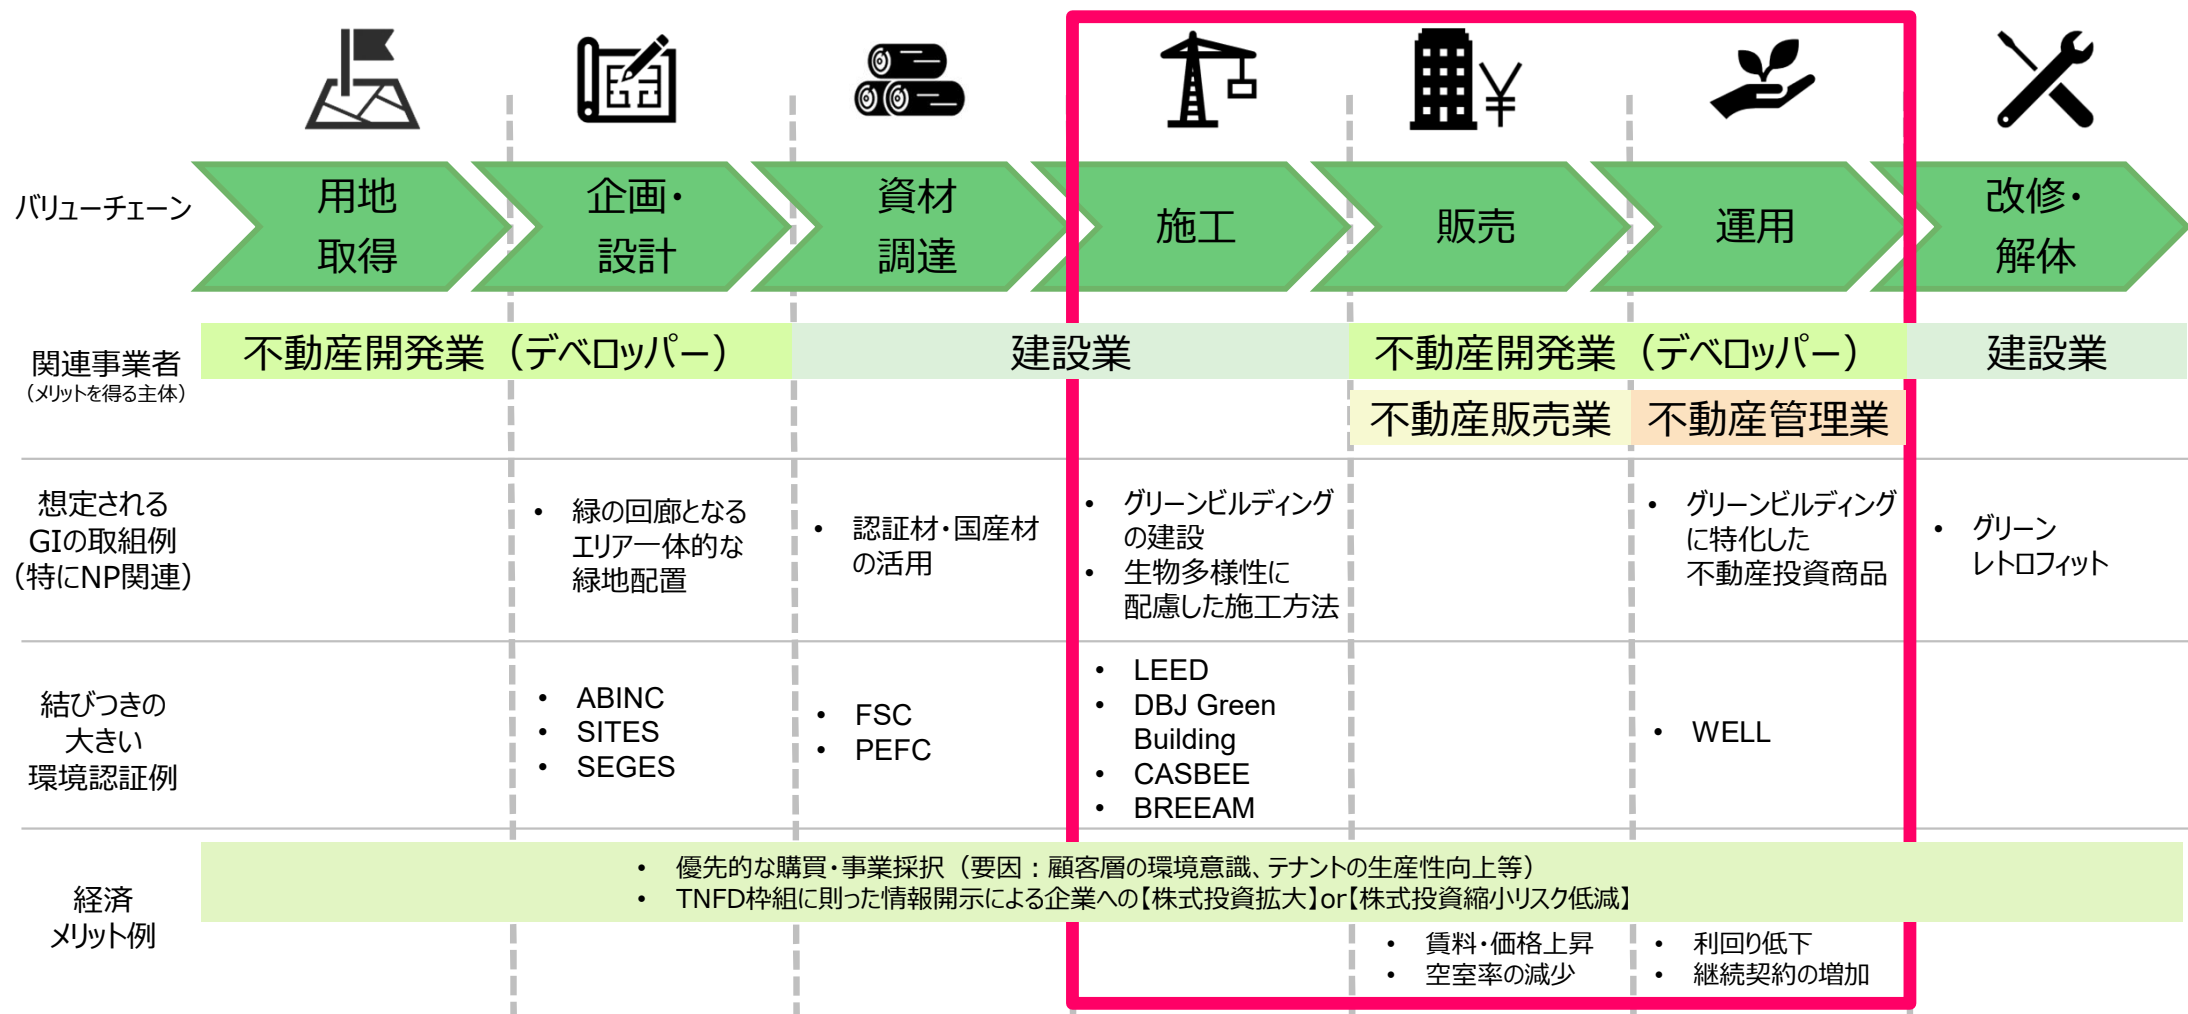 バリューチェーン
用地
取得
企画・
設計
資材
調達
施工
販売
運用
改修・
解体
関連事業者
（メリットを得る主体）
不動産開発業（デベロッパー）
建設業
不動産開発業（デベロッパー）
建設業
不動産販売業
不動産管理業
想定される
GIの取組例
（特にNP関連）
• 緑の回廊となる
エリア一体的な
緑地配置
• 認証材・国産材
の活用
• グリーンビルディング
の建設
• 生物多様性に
配慮した施工方法
• グリーンビルディング
に特化した
不動産投資商品
• グリーン
レトロフィット
結びつきの
大きい
環境認証例
• ABINC
• SITES
• SEGES
• FSC
• PEFC
• LEED
• DBJ Green
Building
• CASBEE
• BREEAM
• WELL
経済
メリット例
• 優先的な購買・事業採択（要因：顧客層の環境意識、テナントの生産性向上等）
• TNFD枠組に則った情報開示による企業への【株式投資拡大】or【株式投資縮小リスク低減】
• 賃料・価格上昇
• 空室率の減少
• 利回り低下
• 継続契約の増加